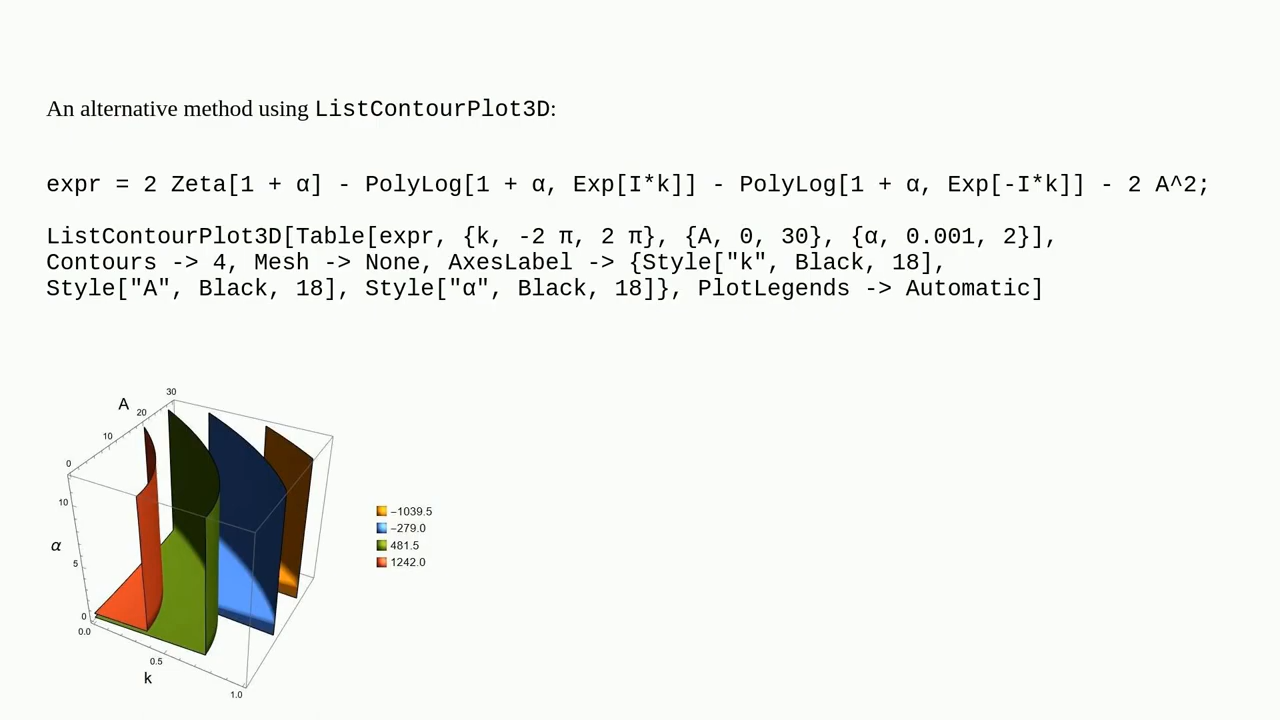 An alternative method using ListContourPlot3D:
expr = 2 Zeta[1 + α] - PolyLog[1 + α, Exp[I*k]] - PolyLog[1 + α, Exp[-I*k]] - 2 A^2;
ListContourPlot3D[Table[expr, {k, -2 π, 2 π}, {A, 0, 30}, {α, 0.001, 2}],
Contours -> 4, Mesh -> None, AxesLabel -> {Style["k", Black, 18],
Style["A", Black, 18], Style["α", Black, 18]}, PlotLegends -> Automatic]
30
A
20
10
0
10
α
5
0
0.0
0.5
k
1.0
−1039.5
−279.0
481.5
1242.0